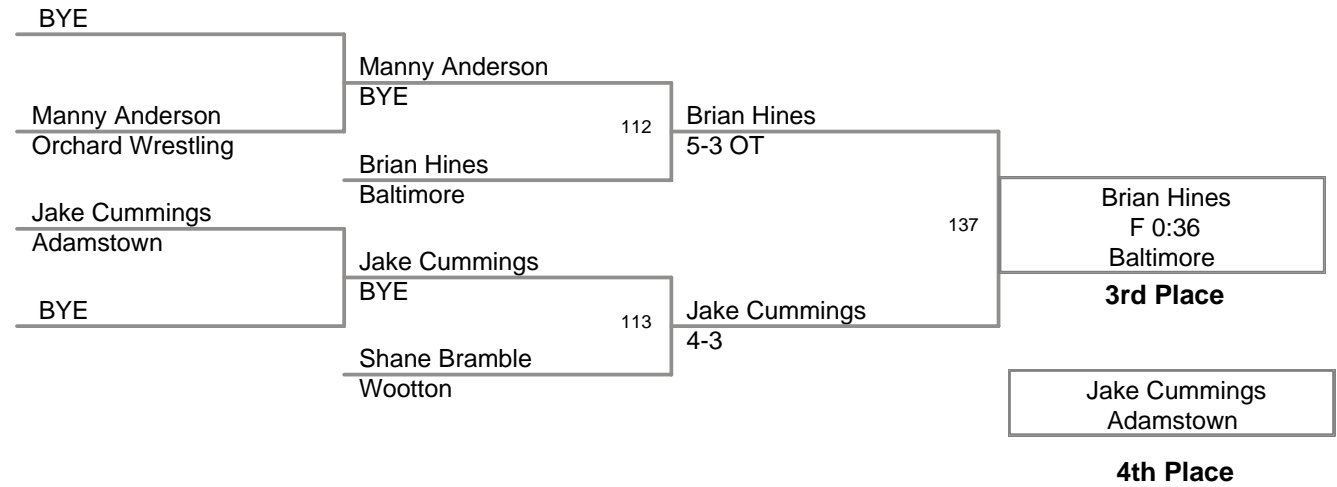 BYE
Manny Anderson
Orchard Wrestling
Jake Cummings
Adamstown
BYE
Manny Anderson
BYE
Brian Hines
Baltimore
Jake Cummings
BYE
Shane Bramble
Wootton
112
113
Brian Hines
5-3 OT
Jake Cummings
4-3
137
Brian Hines
F 0:36
Baltimore
3rd Place
Jake Cummings
Adamstown
4th Place